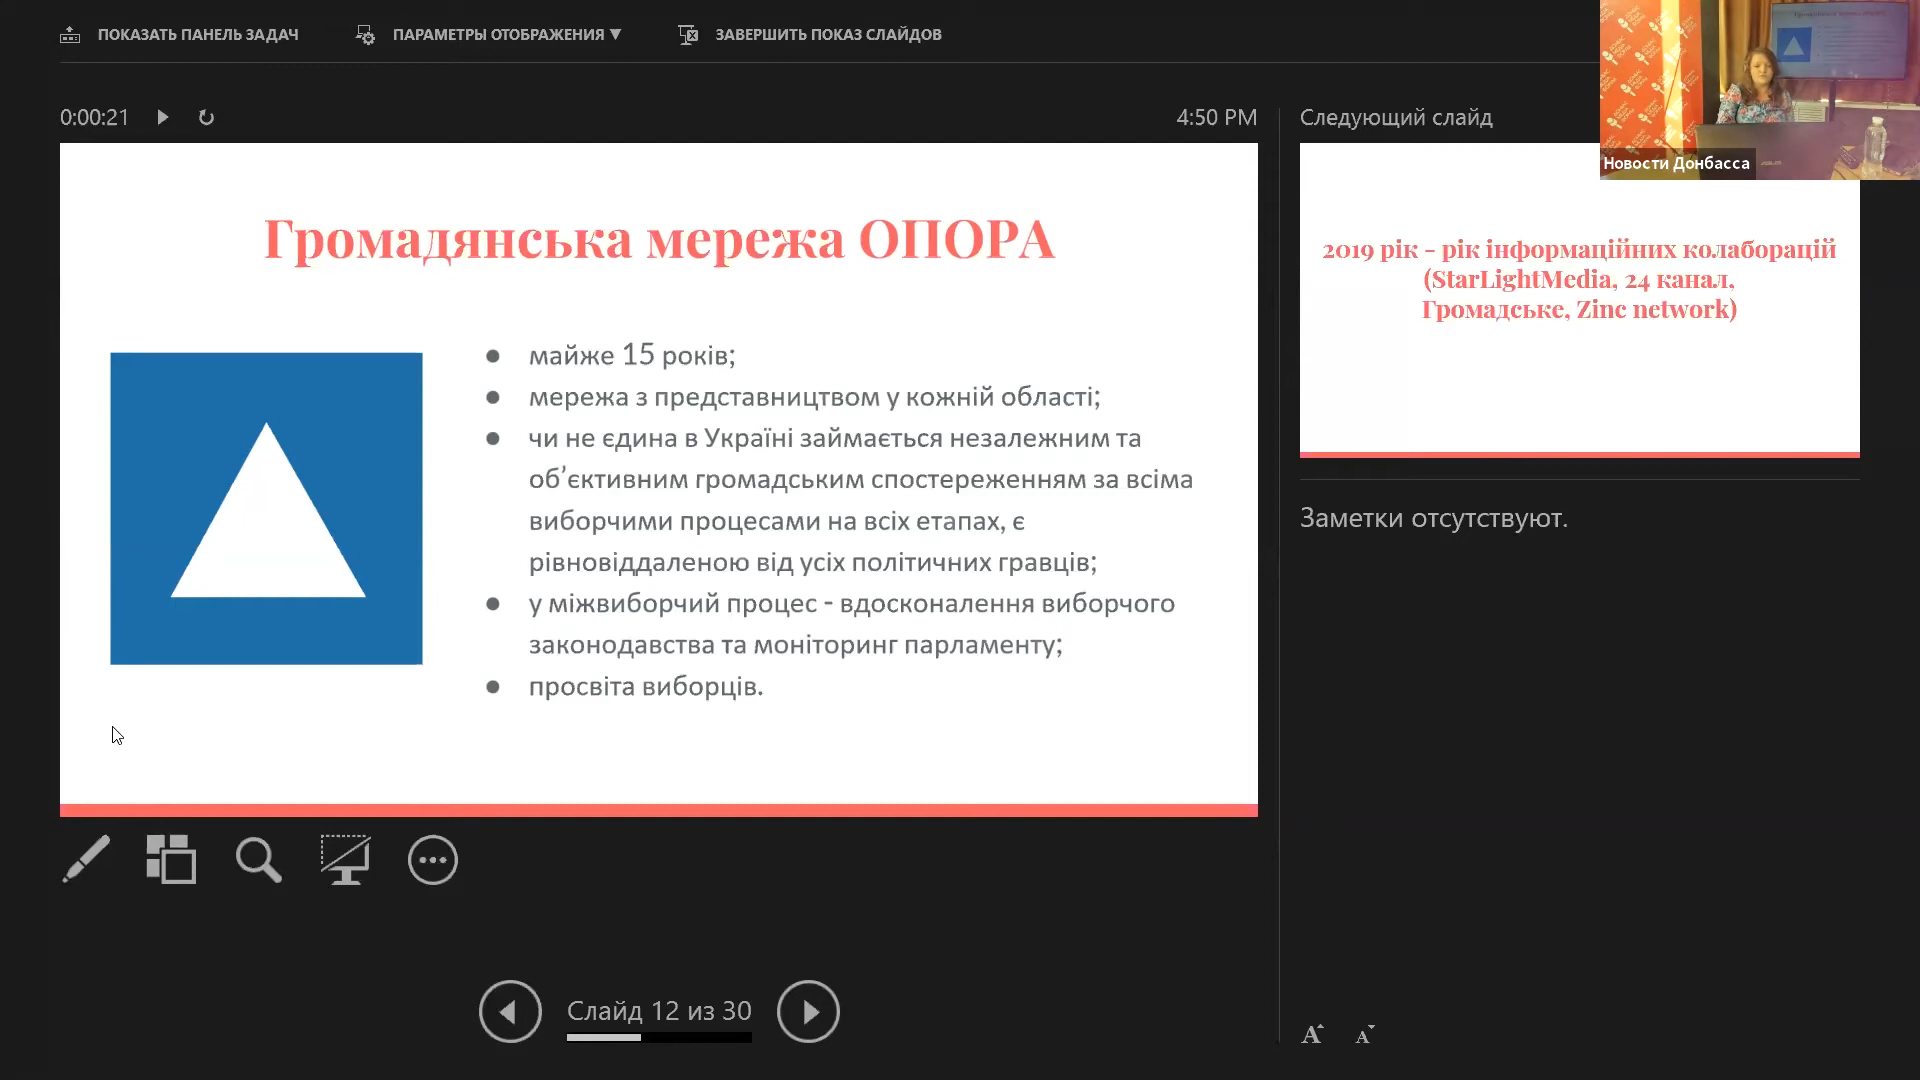 ПОКАЗАТЬ ПАНЕЛЬ ЗАДАЧ
ПАРАМЕТРЫ ОТОБРАЖЕНИЯ ▼
ЗАВЕРШИТЬ ПОКАЗ СЛАЙДОВ
0:00:21
4:50 PM
Громадянська мережа ОПОРА
● майже 15 років;
● мережа з представництвом у кожній області;
● чи не єдина в Україні займається незалежним та
об’єктивним громадським спостереженням за всіма
виборчими процесами на всіх етапах, є
рівновіддаленою від усіх політичних гравців;
● у міжвиборчий процес - вдосконалення виборчого
законодавства та моніторинг парламенту;
● просвіта виборців.
Слайд 12 из 30
Следующий слайд
Новости Донбасса
2019 рік - рік інформаційних колаборацій
(StarLightMedia, 24 канал,
Громадське, Zinc network)
Заметки отсутствуют.
A A